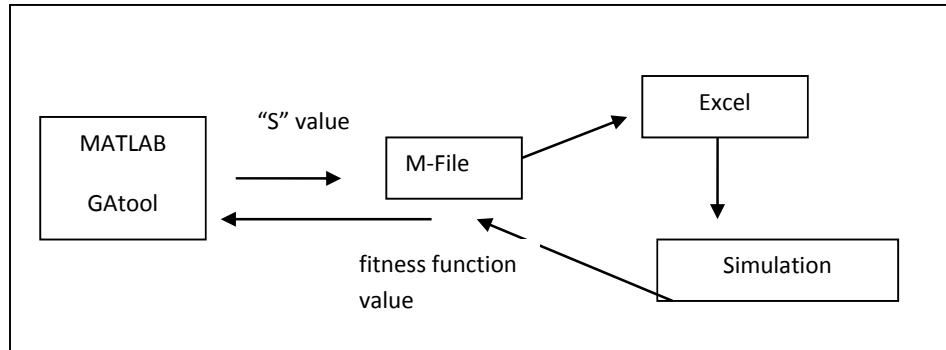 MATLAB
GAtool
“S” value
M-File
Excel
Simulation
fitness function
value